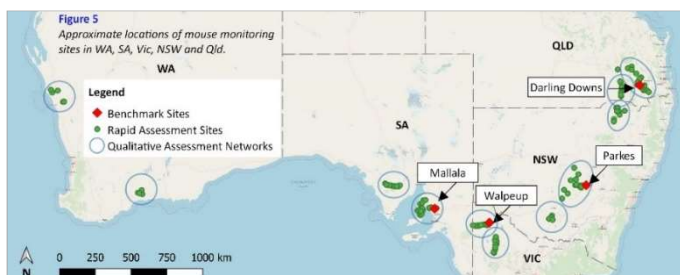 Figure 5
Approximate locations of mouse monitoring
sites in WA, SA, Vic, NSW and Qld.
WA
QLD
Legend
Benchmark Sites
Rapid Assessment Sites
Qualitative Assessment Networks
Darling Downs
SA
NSW
Parkes
Mallala
Walpeup
VIC
N
0 250 500 750 1000 km